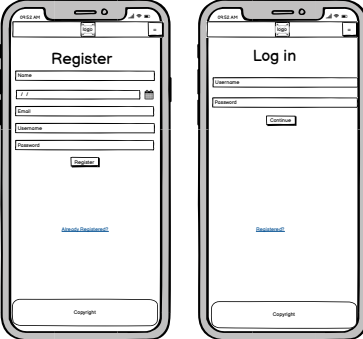 09:52 AM
logo
Register
Name
/ /
Email
Username
Password
Register
Already Registered?
Copyright
09:52 AM
logo
Log in
Username
Password
Continue
Registered?
Copyright